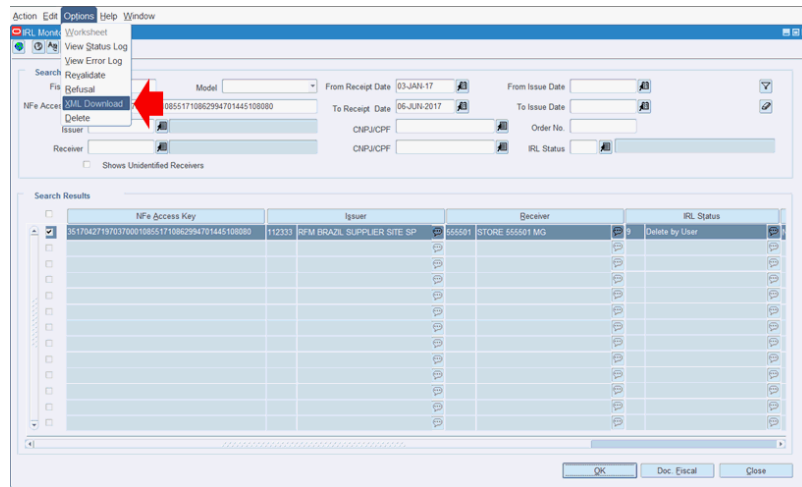 Action Edit Options Help Window
IRL Monito
Worksheet
View Status Log
View Error Log
Revalidate
Refusal
XML Download
Delete
Search
Fis
Model
From Receipt Date 03-JAN-17
From Issue Date
NFe Acces
0855171086299470144510 8080
To Receipt Date 06-JUN-2017
To Issue Date
Issuer
CNPJ/CPF
Order No.
Receiver
CNPJ/CPF
IRL Status
Shows Unidentified Receivers
Search Results
NFe Access Key Issuer Receiver IRL Status
35170427197037000108551710862994701445108080 112333 RFM BRAZIL SUPPLIER SITE SP 555501 STORE 555501 MG 9 Delete by User
OK Doc. Fiscal Close